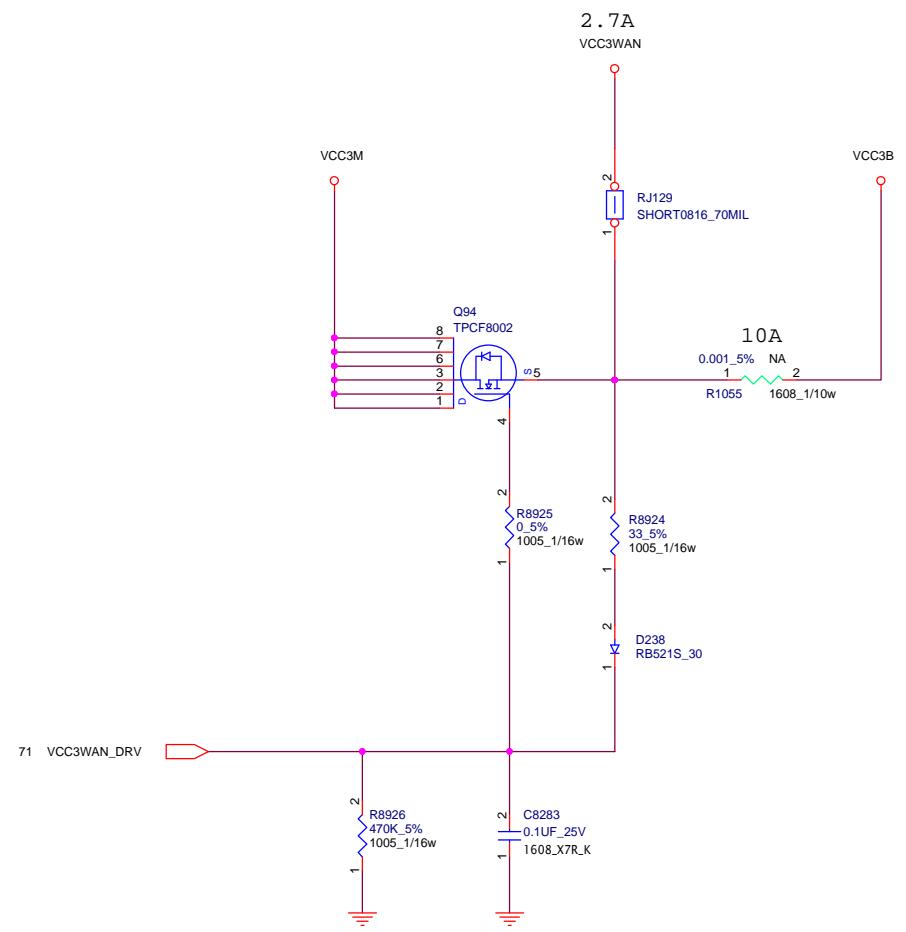 2.7A
VCC3WAN
VCC3M
VCC3B
2
RJ129
SHORT0816_70MIL
1
Q94
TPCF8002
8
7
6
3
2
1
D
S
5
4
10A
0.001_5% NA
1
2
R1055
1608_1/10w
2
R8925
0_5%
1005_1/16w
1
2
R8924
33_5%
1005_1/16w
1
2
D238
RB521S_30
1
71 VCC3WAN_DRV
2
R8926
470K_5%
1005_1/16w
1
2
C8283
0.1UF_25V
1608_X7R_K
1